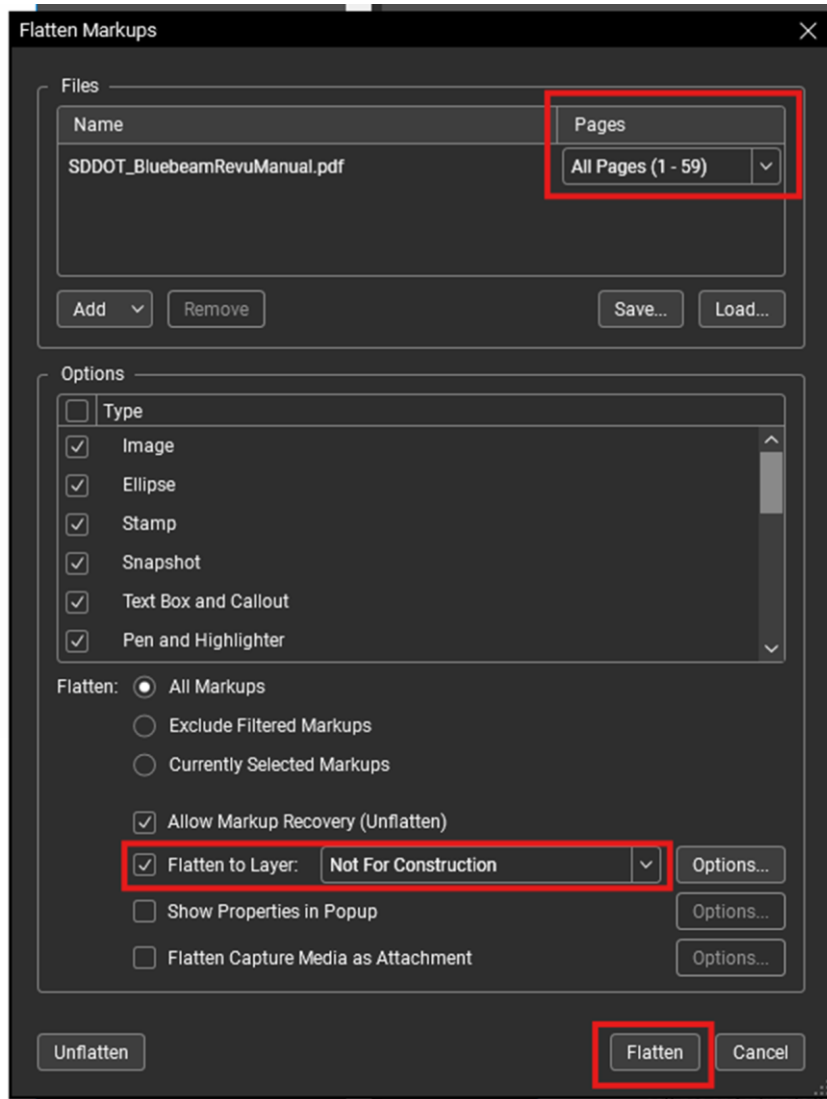 Flatten Markups
Files
Name Pages
SDDOT_BluebeamRevuManual.pdf All Pages (1 - 59)
Add Remove Save... Load...
Options
Type
Image
Ellipse
Stamp
Snapshot
Text Box and Callout
Pen and Highlighter
Flatten: All Markups
Exclude Filtered Markups
Currently Selected Markups
Allow Markup Recovery (Unflatten)
Flatten to Layer: Not For Construction Options...
Show Properties in Popup Options...
Flatten Capture Media as Attachment Options...
Unflatten Flatten Cancel